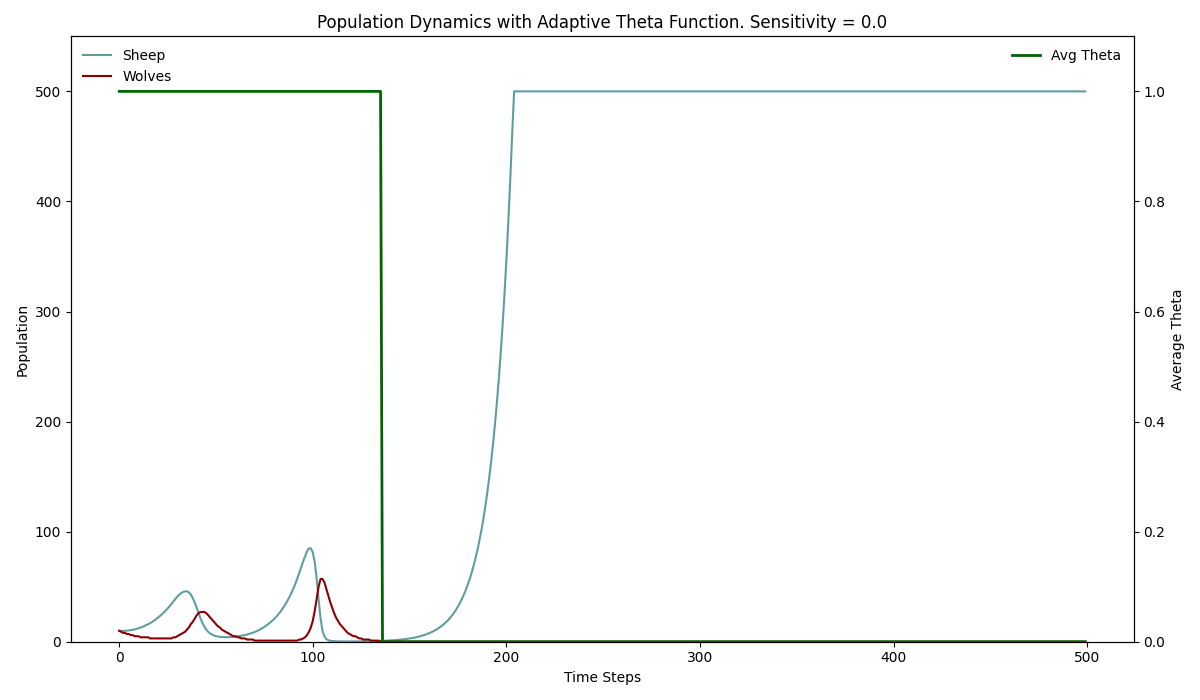 Population Dynamics with Adaptive Theta Function. Sensitivity = 0.0
Sheep
Wolves
Avg Theta
Population
500
400
300
200
100
0
1.0
0.8
0.6
0.4
0.2
0.0
Average Theta
0 100 200 300 400 500
Time Steps